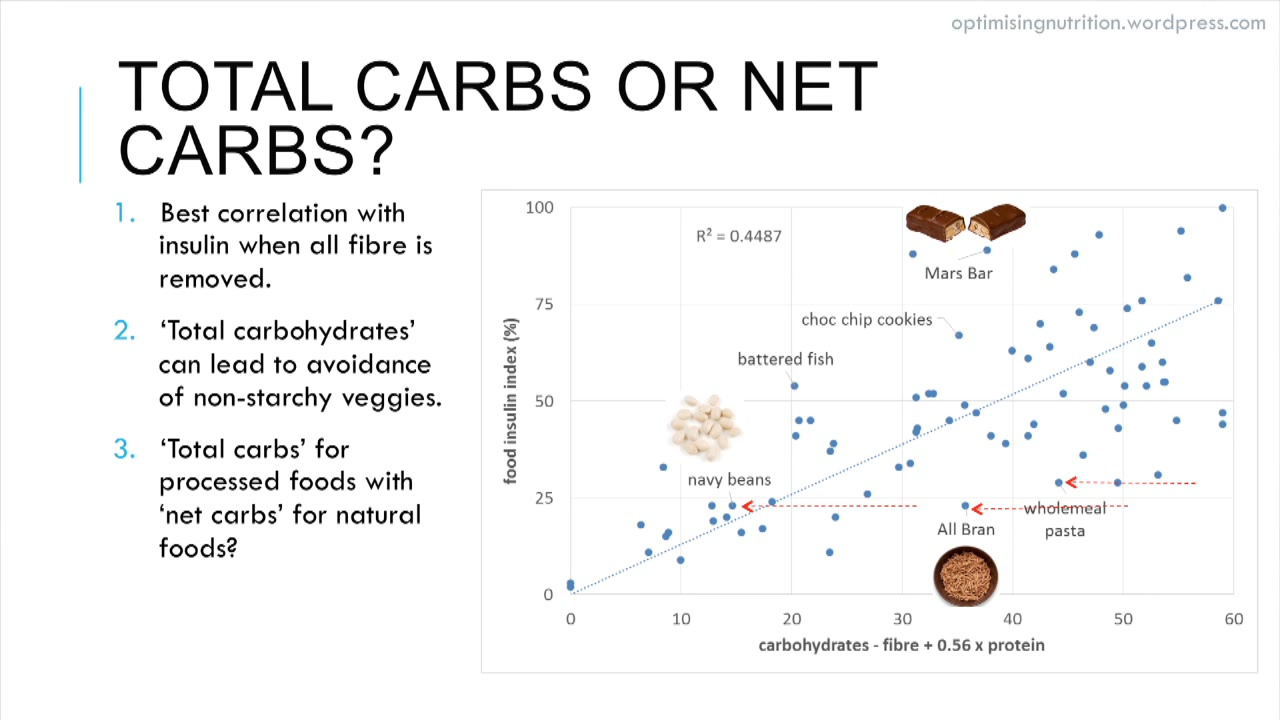 optimisingnutrition.wordpress.com
TOTAL CARBS OR NET
CARBS?
1. Best correlation with
insulin when all fibre is
removed.
2. ‘Total carbohydrates’
can lead to avoidance
of non-starchy veggies.
3. ‘Total carbs’ for
processed foods with
‘net carbs’ for natural
foods?
100
75
50
25
0
food insulin index (%)
R² = 0.4487
Mars Bar
choc chip cookies
battered fish
navy beans
wholemeal
pasta
All Bran
0 10 20 30 40 50 60
carbohydrates - fibre + 0.56 x protein